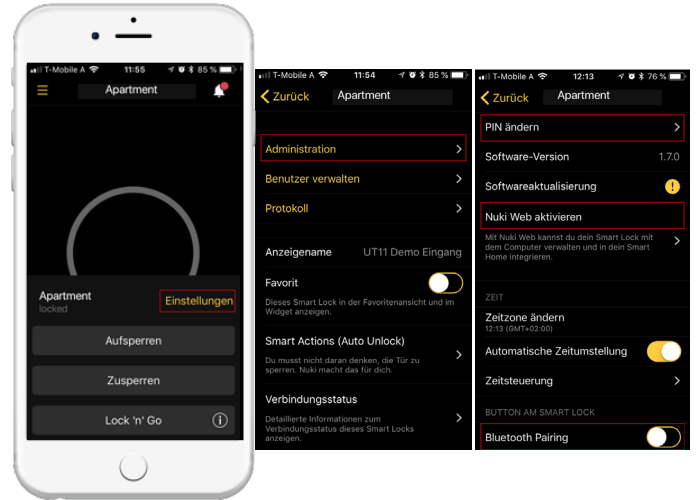 T-Mobile A 11:55 85 %
Apartment
Apartment
locked
Einstellungen
Aufsperren
Zusperren
Lock 'n' Go
T-Mobile A 11:54 85 %
Zurück Apartment
Administration
Benutzer verwalten
Protokoll
Anzeigename UT11 Demo Eingang
Favorit
Dieses Smart Lock in der Favoritenansicht und im
Widget anzeigen.
Smart Actions (Auto Unlock)
Du musst nicht daran denken, die Tür zu
sperren. Nuki macht das für dich.
Verbindungsstatus
Detaillierte Informationen zum
Verbindungsstatus dieses Smart Locks
anzeigen.
T-Mobile A 12:13 76 %
Zurück Apartment
PIN ändern
Software-Version 1.7.0
Softwareaktualisierung
Nuki Web aktivieren
Mit Nuki Web kannst du dein Smart Lock mit
dem Computer verwalten und in dein Smart
Home integrieren.
ZEIT
Zeitzone ändern
12:13 (GMT+02:00)
Automatische Zeitumstellung
Zeitsteuerung
BUTTON AM SMART LOCK
Bluetooth Pairing